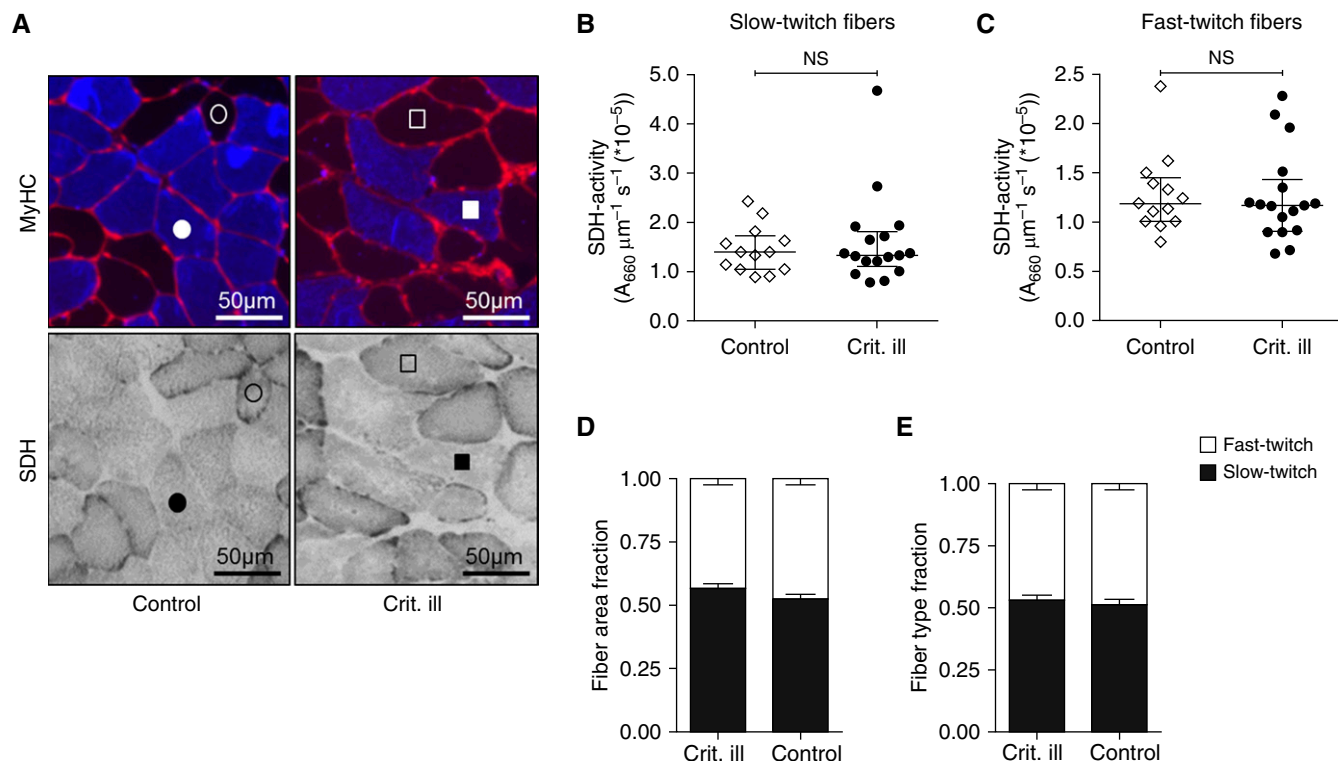 A
MyHC
50µm
50µm
SDH
50µm
50µm
Control
Crit. ill
B
Slow-twitch fibers
NS
SDH-activity
(A660 µm–1 s–1 (*10–5))
5.0
4.0
3.0
2.0
1.0
0.0
Control
Crit. ill
C
Fast-twitch fibers
NS
SDH-activity
(A660 µm–1 s–1 (*10–5))
2.5
2.0
1.5
1.0
0.5
0.0
Control
Crit. ill
D
Fiber area fraction
1.00
0.75
0.50
0.25
0.00
Crit. ill
Control
E
Fiber type fraction
1.00
0.75
0.50
0.25
0.00
Crit. ill
Control
Fast-twitch
Slow-twitch